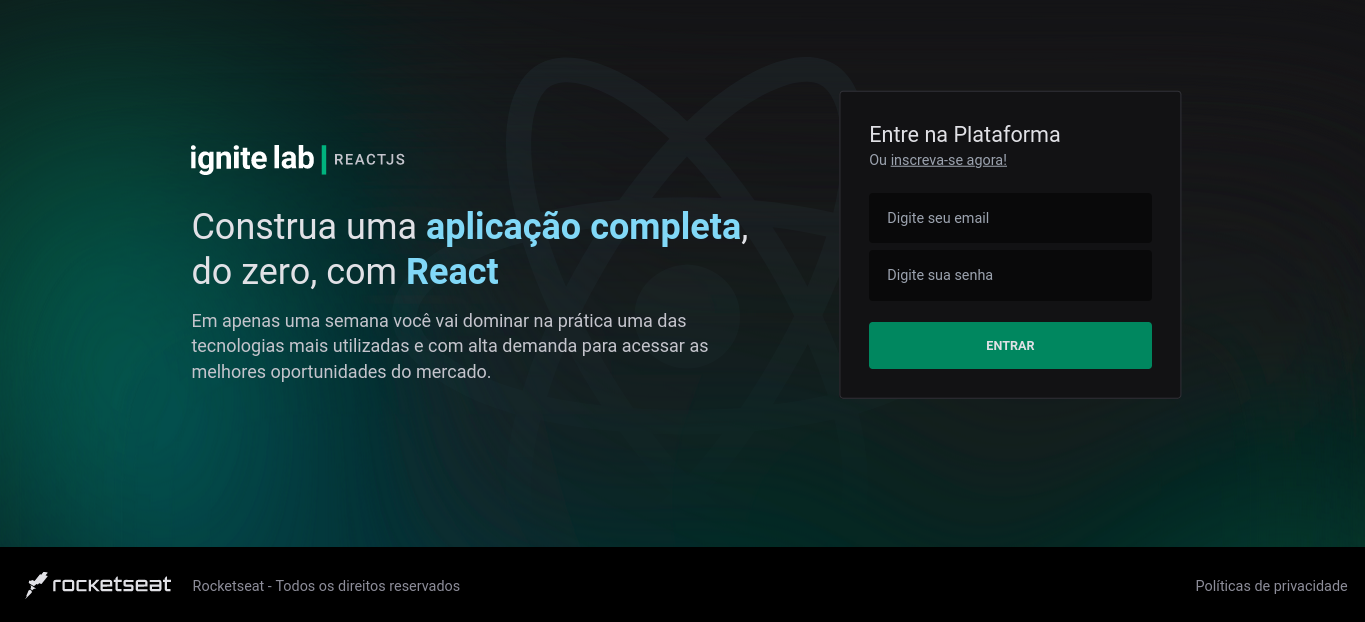 ignite lab | REACTJS
Construa uma aplicação completa,
do zero, com React
Em apenas uma semana você vai dominar na prática uma das
tecnologias mais utilizadas e com alta demanda para acessar as
melhores oportunidades do mercado.
Entre na Plataforma
Ou inscreva-se agora!
Digite seu email
Digite sua senha
ENTRAR
rocketseat
Rocketseat - Todos os direitos reservados
Políticas de privacidade